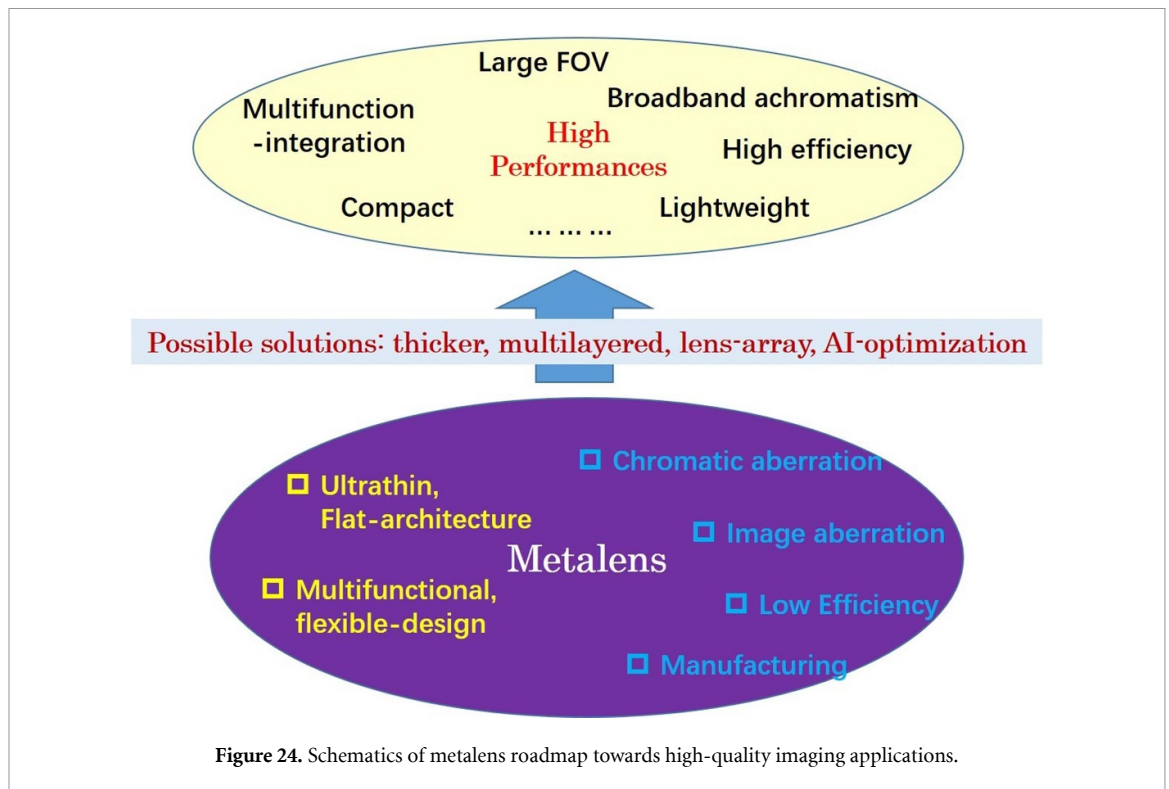 Large FOV
Broadband achromatism
Multifunction
-integration
High
Performances
High efficiency
Compact
Lightweight
... ... ...
Possible solutions: thicker, multilayered, lens-array, AI-optimization
Chromatic aberration
Ultrathin,
Flat-architecture
Image aberration
Metalens
Multifunctional,
flexible-design
Low Efficiency
Manufacturing
Figure 24. Schematics of metalens roadmap towards high-quality imaging applications.